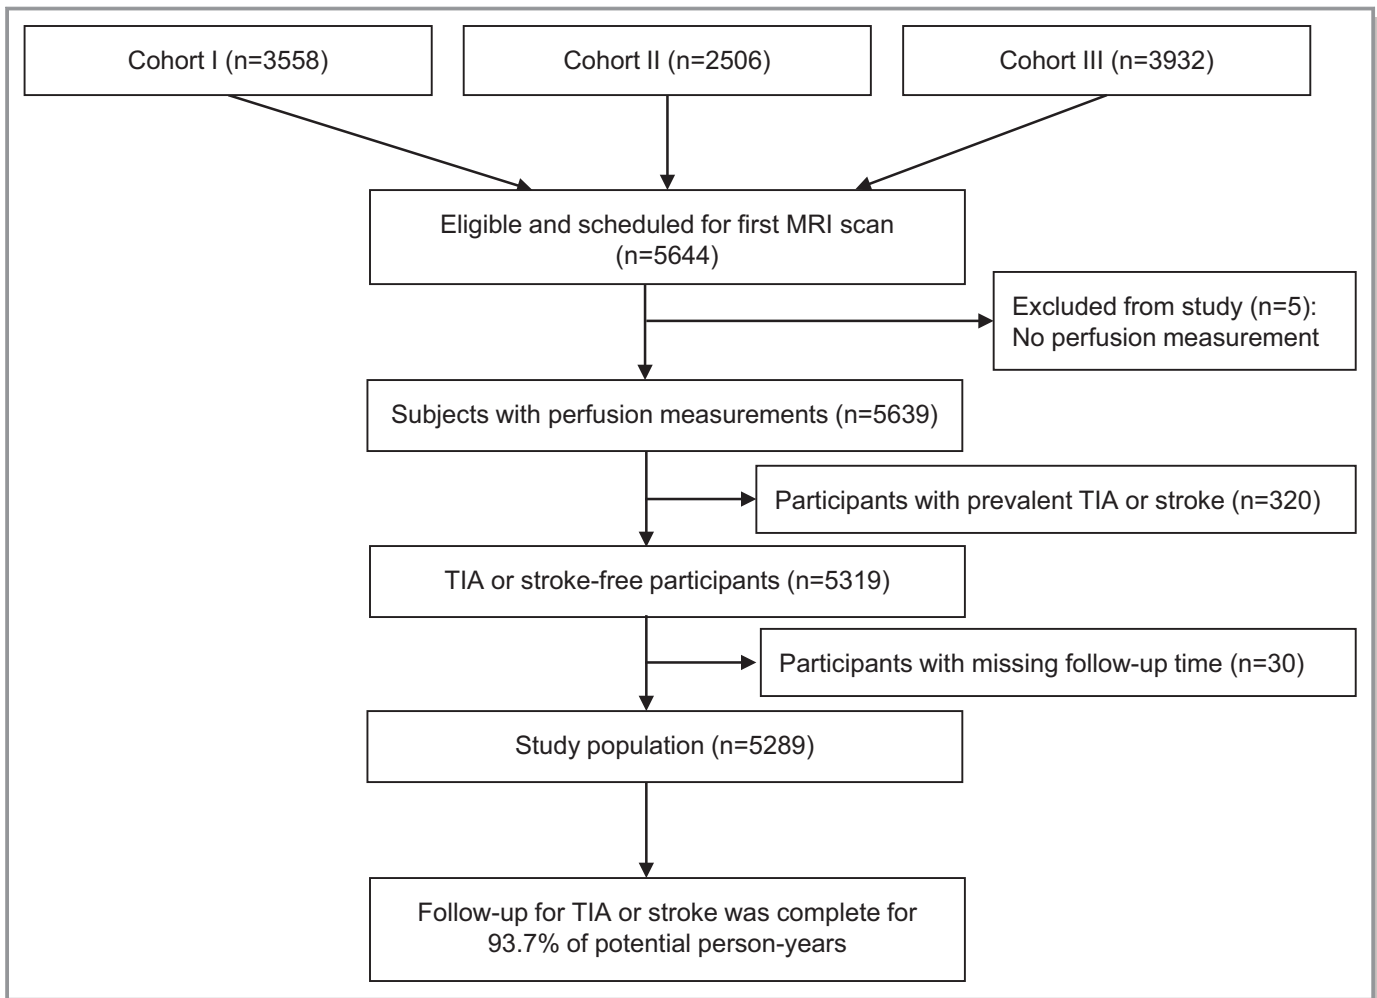 Cohort I (n=3558)
Cohort II (n=2506)
Cohort III (n=3932)
Eligible and scheduled for first MRI scan
(n=5644)
Excluded from study (n=5):
No perfusion measurement
Subjects with perfusion measurements (n=5639)
Participants with prevalent TIA or stroke (n=320)
TIA or stroke-free participants (n=5319)
Participants with missing follow-up time (n=30)
Study population (n=5289)
Follow-up for TIA or stroke was complete for
93.7% of potential person-years